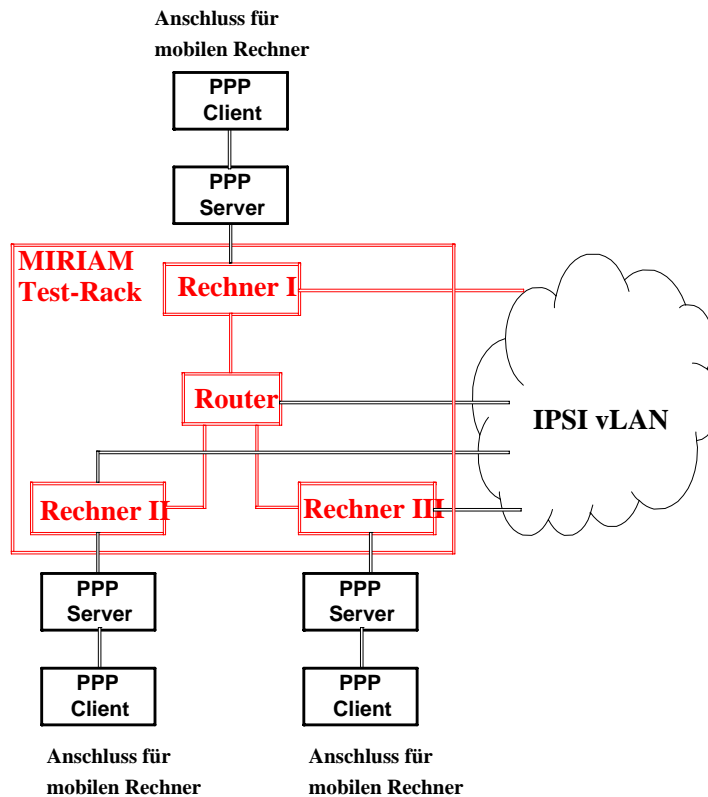 Anschluss für
mobilen Rechner
PPP
Client
PPP
Server
MIRIAM
Test-Rack
Rechner I
Router
IPSI vLAN
Rechner II
Rechner III
PPP
Server
PPP
Server
PPP
Client
PPP
Client
Anschluss für
mobilen Rechner
Anschluss für
mobilen Rechner